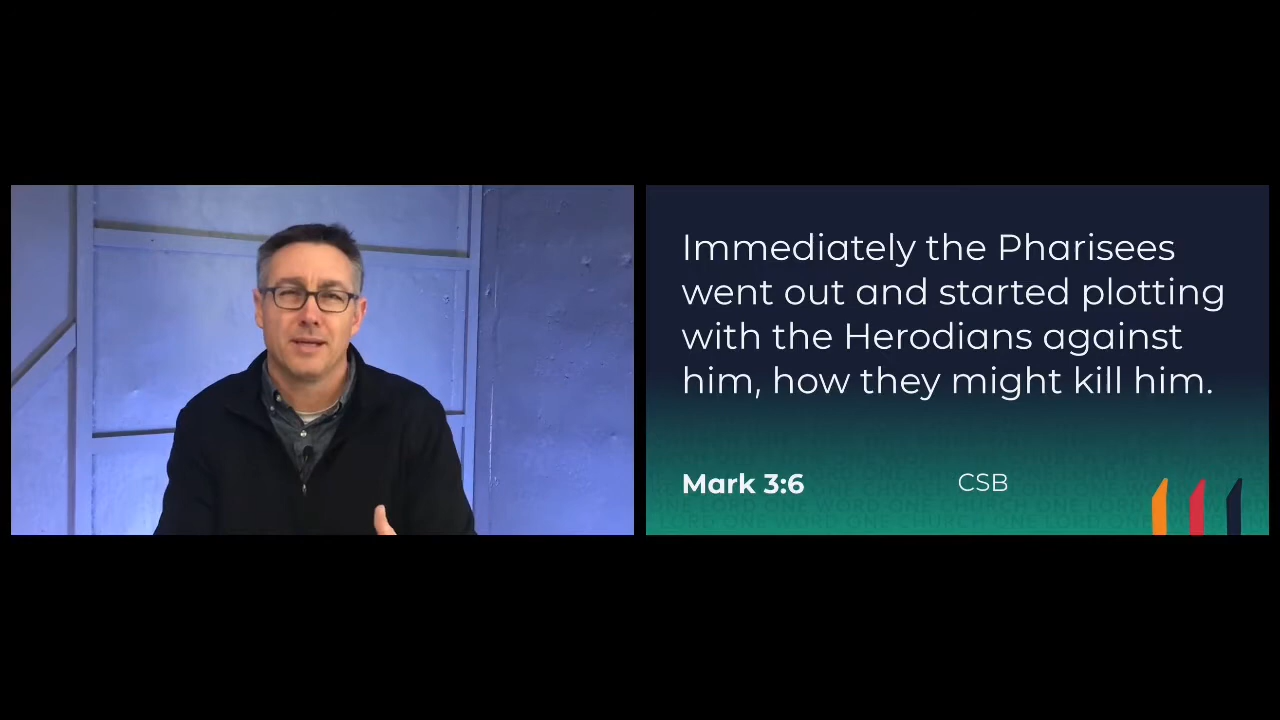 Immediately the Pharisees
went out and started plotting
with the Herodians against
him, how they might kill him.
Mark 3:6
CSB